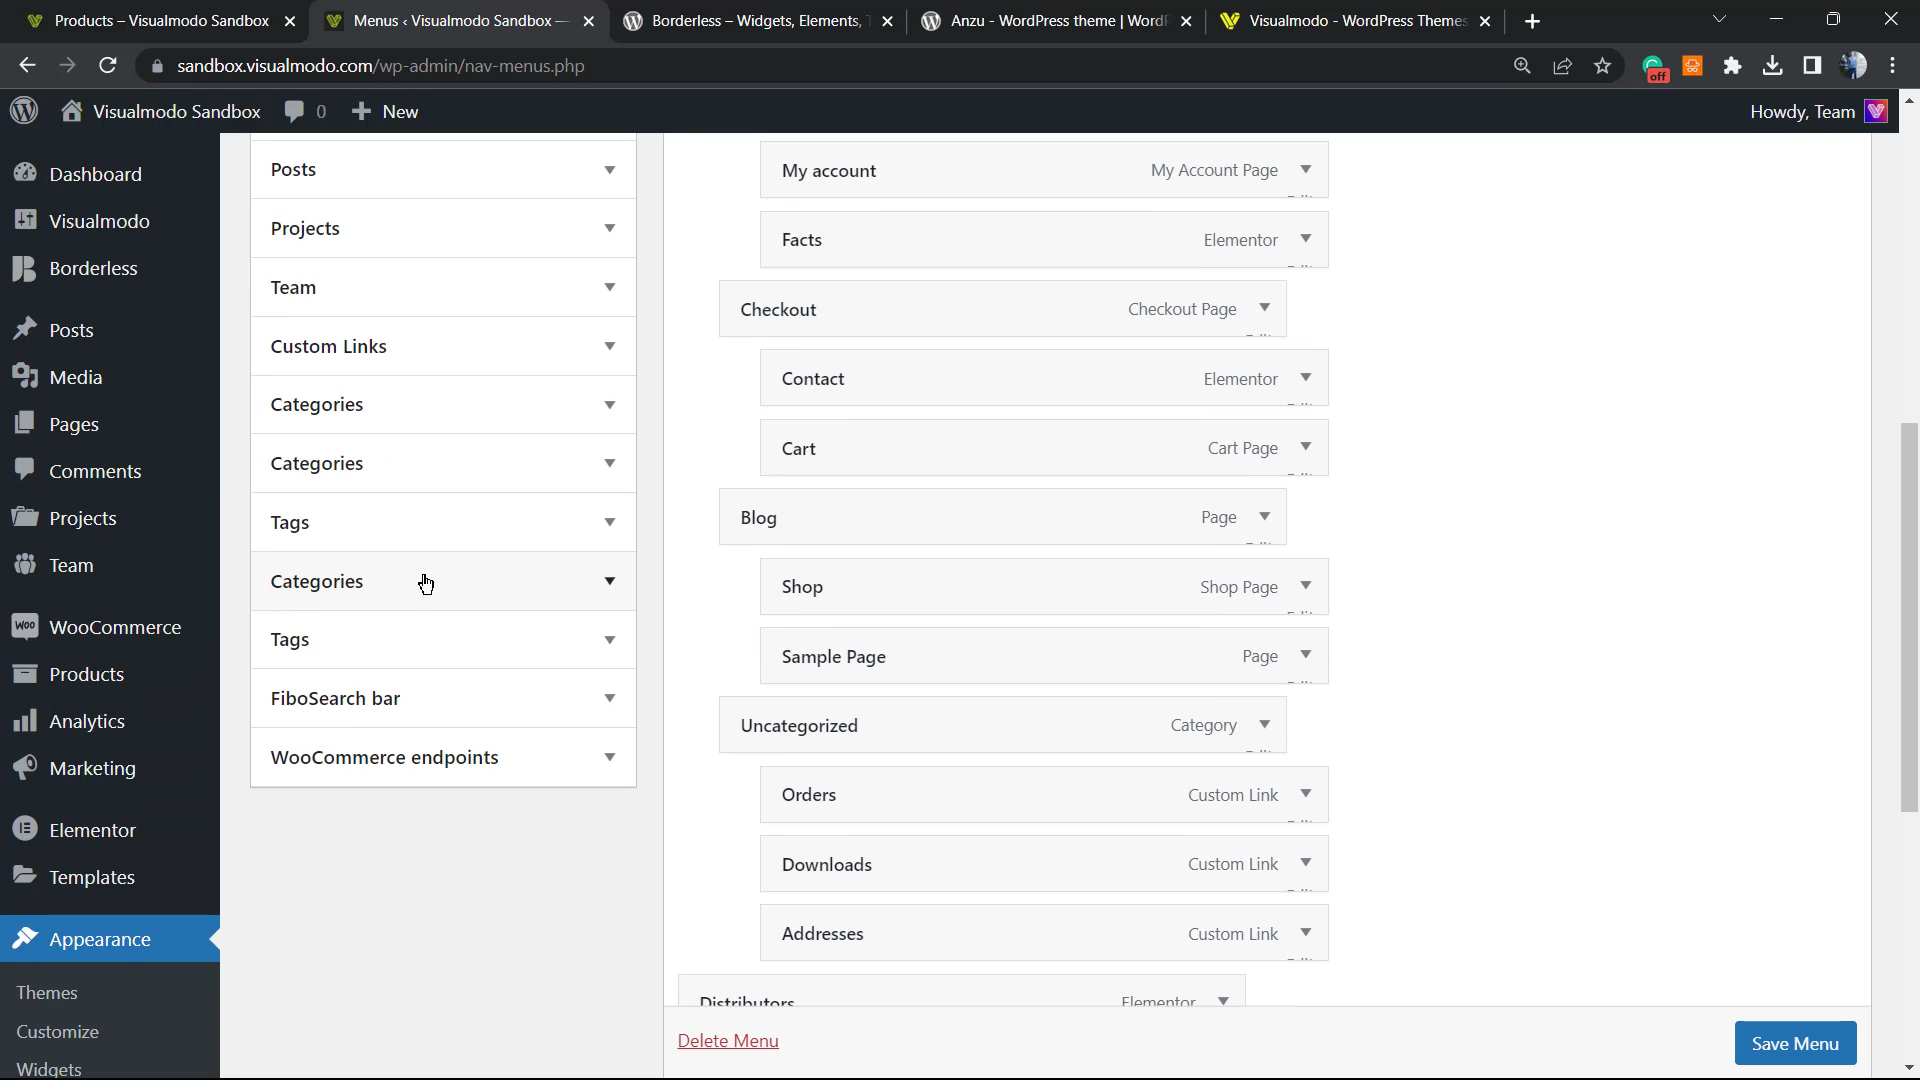 Products – Visualmodo Sandbox
Menus ‹ Visualmodo Sandbox —
Borderless – Widgets, Elements,
Anzu - WordPress theme | Word
Visualmodo - WordPress Themes
sandbox.visualmodo.com/wp-admin/nav-menus.php
off
Visualmodo Sandbox
0
New
Howdy, Team
Dashboard
Visualmodo
Borderless
Posts
Media
Pages
Comments
Projects
Team
Woo WooCommerce
Products
Analytics
Marketing
Elementor
Templates
Appearance
Themes
Customize
Widgets
Posts
Projects
Team
Custom Links
Categories
Categories
Tags
Categories
Tags
FiboSearch bar
WooCommerce endpoints
My account My Account Page
Facts Elementor
Checkout Checkout Page
Contact Elementor
Cart Cart Page
Blog Page
Shop Shop Page
Sample Page Page
Uncategorized Category
Orders Custom Link
Downloads Custom Link
Addresses Custom Link
Distributors Elementor
Delete Menu
Save Menu